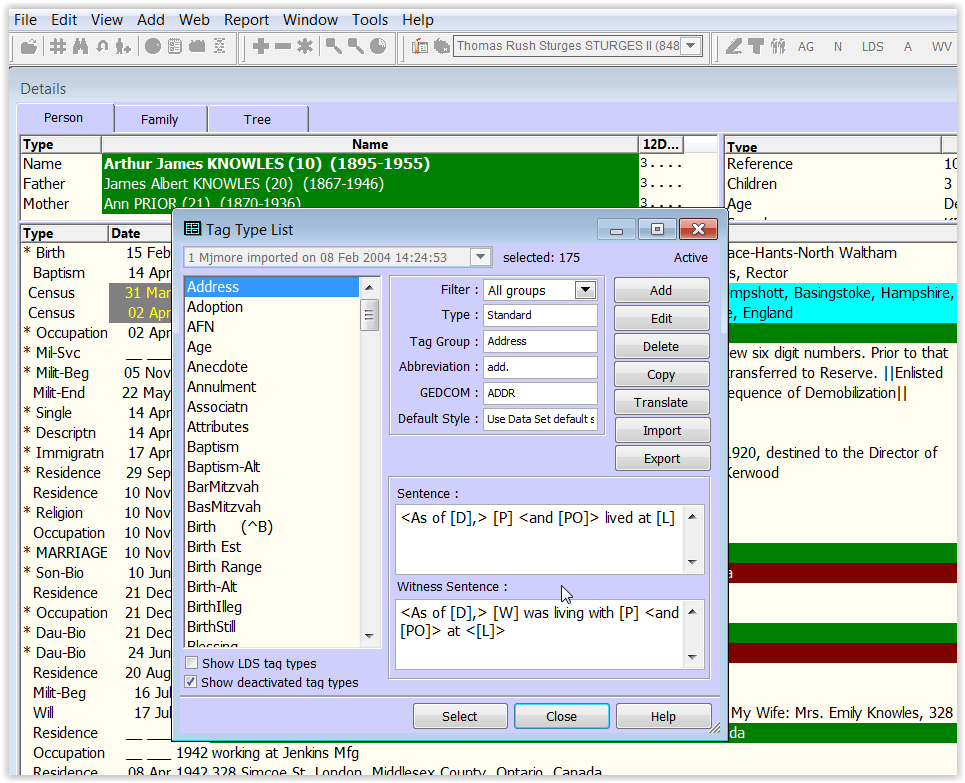 File Edit View Add Web Report Window Tools Help
Thomas Rush Sturges STURGES II (848
AG N LDS A WV
Details
Person Family Tree
Type Name 12D... Type
Name Arthur James KNOWLES (10) (1895-1955) 3.... Reference 10
Father James Albert KNOWLES (20) (1867-1946) 3.... Children 3
Mother Ann PRIOR (21) (1870-1936) 3.... Age
Type Date
Tag Type List
* Birth 15 Feb
ace-Hants-North Waltham
Baptism 14 Apr
s, Rector
Census 31 Mar
mpshott, Basingstoke, Hampshire,
Census 02 Apr
e, England
* Occupation 02 Apr
* Mil-Svc __ ___
ew six digit numbers. Prior to that
* Milit-Beg 05 Nov
transferred to Reserve. ||Enlisted
Milit-End 22 May
equence of Demobilization||
* Single 14 Apr
* Descriptn 14 Apr
* Immigratn 17 Apr
1920, destined to the Director of
* Residence 29 Sep
Kerwood
Residence 10 Nov
* Religion 10 Nov
Occupation 10 Nov
* MARRIAGE 10 Nov
* Son-Bio 10 Jun
a
Residence 21 Dec
* Occupation 21 Dec
* Dau-Bio 21 Dec
* Dau-Bio 24 Jun
Residence 20 Aug
Milit-Beg 16 Jul
Will 17 Jul
My Wife: Mrs. Emily Knowles, 328
Residence __ ___
da
Occupation __ ___ 1942 working at Jenkins Mfg
Residence 08 Apr 1942 328 Simcoe St, London, Middlesex County, Ontario, Canada
1 Mjmore imported on 08 Feb 2004 14:24:53 selected: 175 Active
Address
Adoption
AFN
Age
Anecdote
Annulment
Associatn
Attributes
Baptism
Baptism-Alt
BarMitzvah
BasMitzvah
Birth (^B)
Birth Est
Birth Range
Birth-Alt
BirthIlleg
BirthStill
Blessing
Show LDS tag types
Show deactivated tag types
Filter : All groups
Type : Standard
Tag Group : Address
Abbreviation : add.
GEDCOM : ADDR
Default Style : Use Data Set default s
Add
Edit
Delete
Copy
Translate
Import
Export
Sentence :
<As of [D],> [P] <and [PO]> lived at [L]
Witness Sentence :
<As of [D],> [W] was living with [P] <and
[PO]> at <[L]>
Select Close Help